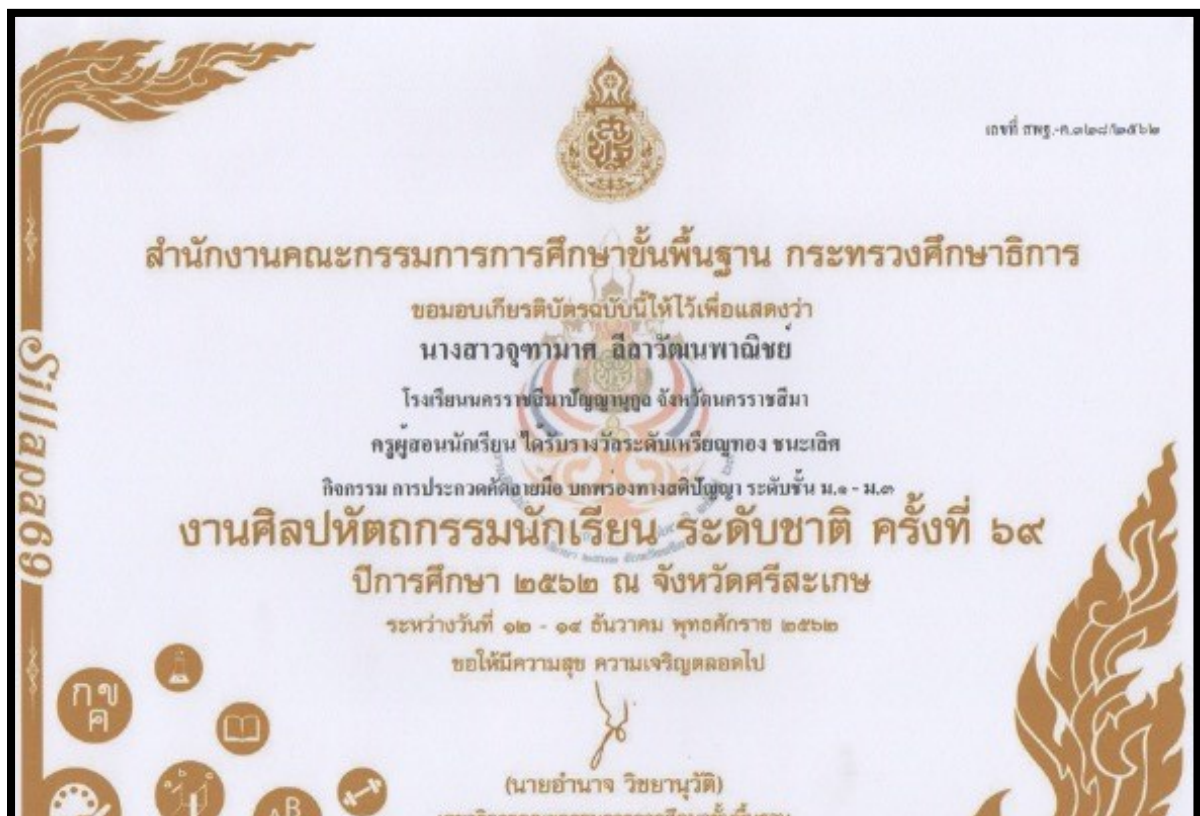 เลขที่ สพฐ.-ค.๓๒๘/๒๕๖๒
สำนักงานคณะกรรมการการศึกษาขั้นพื้นฐาน กระทรวงศึกษาธิการ
ขอมอบเกียรติบัตรฉบับนี้ให้ไว้เพื่อแสดงว่า
นางสาวจุฑามาศ ลีลาวัฒนพาณิชย์
โรงเรียนนครราชสีมาปัญญานุกูล จังหวัดนครราชสีมา
ครูผู้สอนนักเรียน ได้รับรางวัลระดับเหรียญทอง ชนะเลิศ
กิจกรรม การประกวดคัดลายมือ บกพร่องทางสติปัญญา ระดับชั้น ม.๑ - ม.๓
งานศิลปหัตถกรรมนักเรียน ระดับชาติ ครั้งที่ ๖๙
ปีการศึกษา ๒๕๖๒ ณ จังหวัดศรีสะเกษ
ระหว่างวันที่ ๑๒ - ๑๔ ธันวาคม พุทธศักราช ๒๕๖๒
ขอให้มีความสุข ความเจริญตลอดไป
(นายอำนาจ วิชยานุวัติ)
Sillapa69
กข
ค
AB